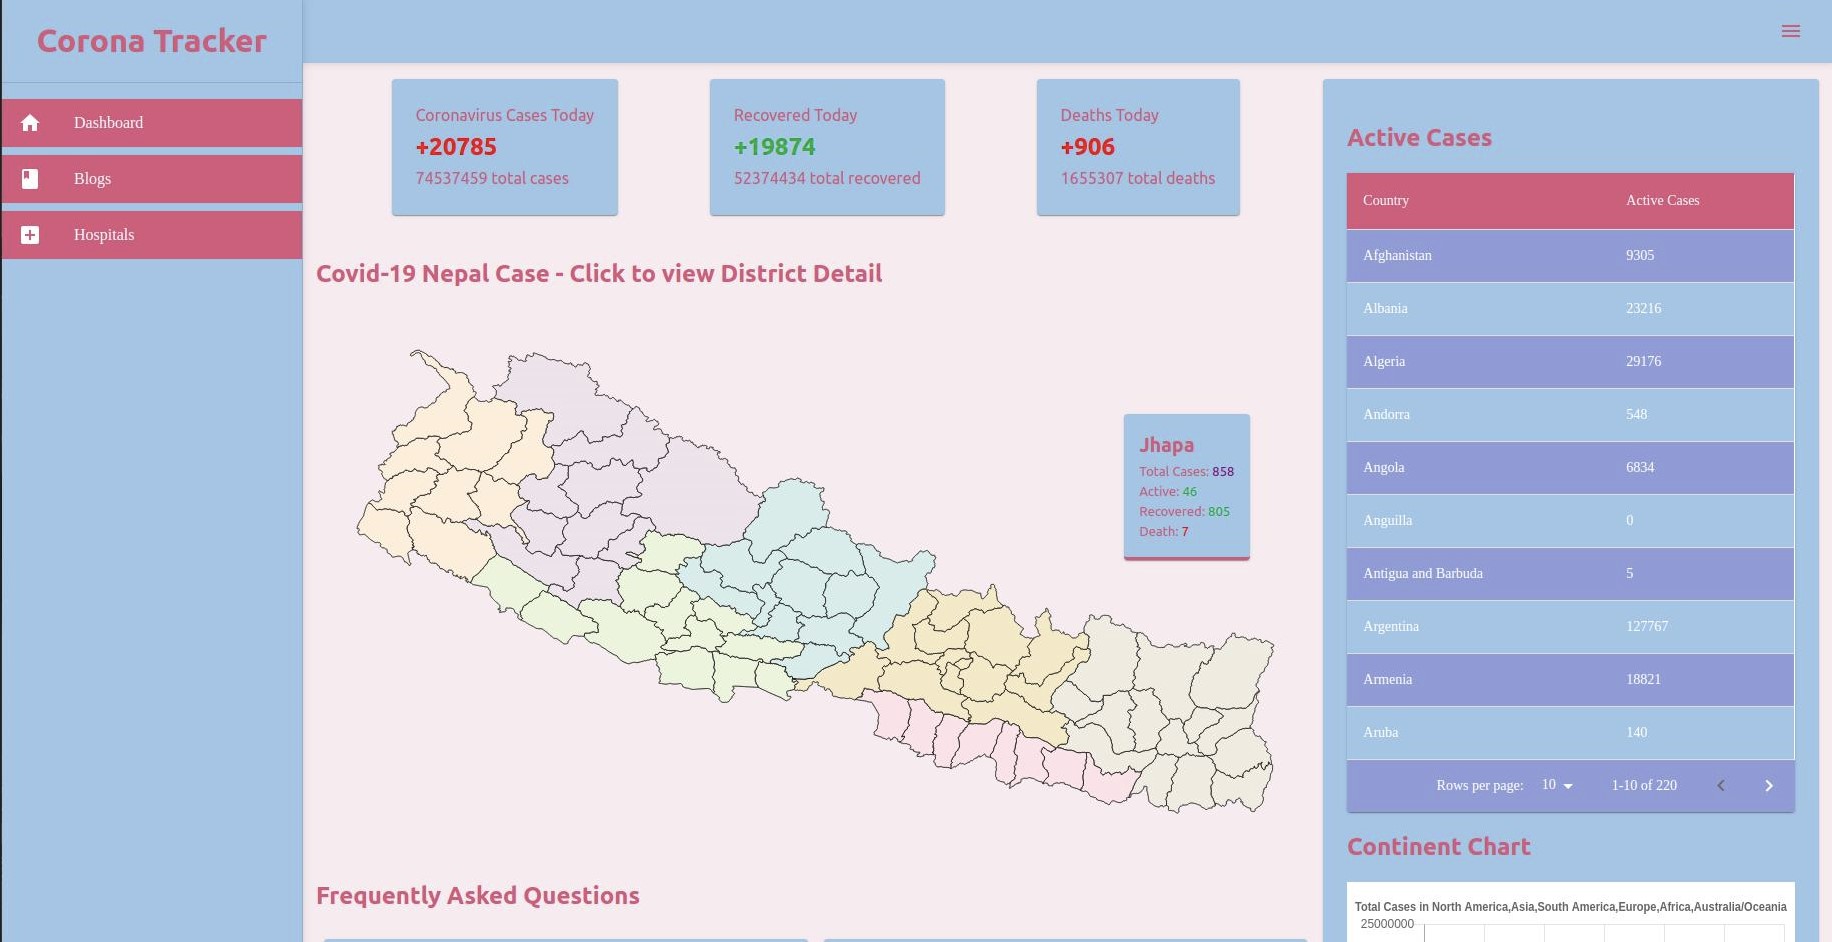 Corona Tracker
Dashboard
Blogs
Hospitals
Coronavirus Cases Today
+20785
74537459 total cases
Recovered Today
+19874
52374434 total recovered
Deaths Today
+906
1655307 total deaths
Covid-19 Nepal Case - Click to view District Detail
Jhapa
Total Cases: 858
Active: 46
Recovered: 805
Death: 7
Frequently Asked Questions
Active Cases
Country Active Cases
Afghanistan 9305
Albania 23216
Algeria 29176
Andorra 548
Angola 6834
Anguilla 0
Antigua and Barbuda 5
Argentina 127767
Armenia 18821
Aruba 140
Rows per page: 10 1-10 of 220
Continent Chart
Total Cases in North America,Asia,South America,Europe,Africa,Australia/Oceania
25000000